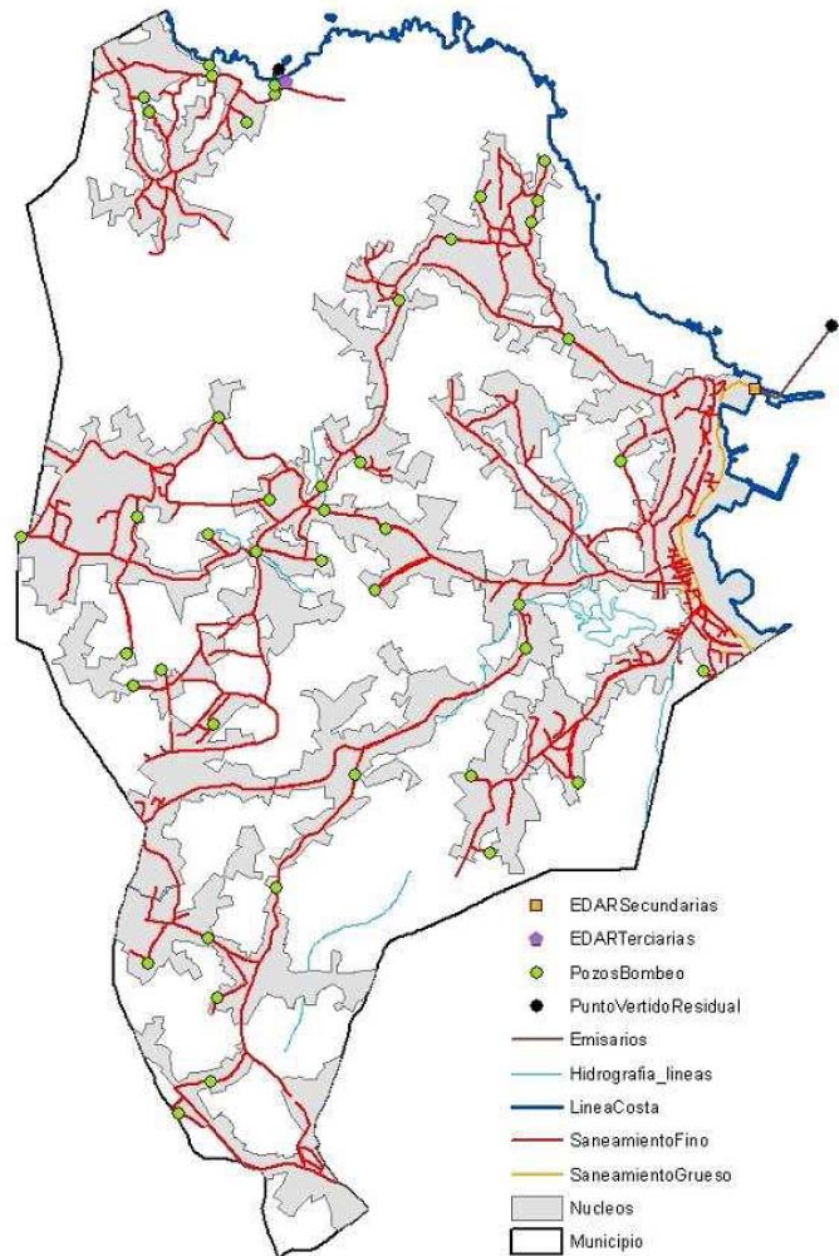 EDARSecundarias
EDARTerciarias
PozosBombeo
PuntoVertidoResidual
Emisarios
Hidrografia_lineas
LineaCosta
SaneamientoFino
SaneamientoGrueso
Nucleos
Municipio